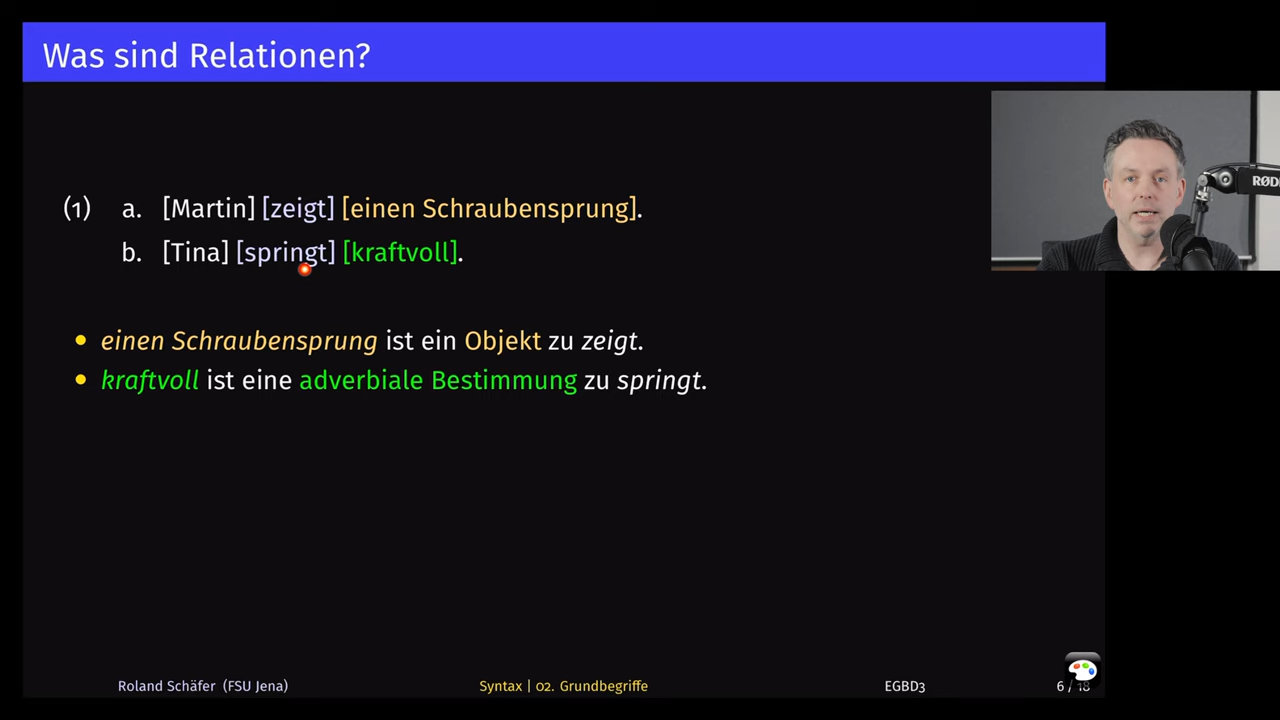 Was sind Relationen?
(1) a. [Martin] [zeigt] [einen Schraubensprung].
b. [Tina] [springt] [kraftvoll].
• einen Schraubensprung ist ein Objekt zu zeigt.
• kraftvoll ist eine adverbiale Bestimmung zu springt.
RØD
Roland Schäfer (FSU Jena) Syntax | 02. Grundbegriffe EGBD3 6 / 18